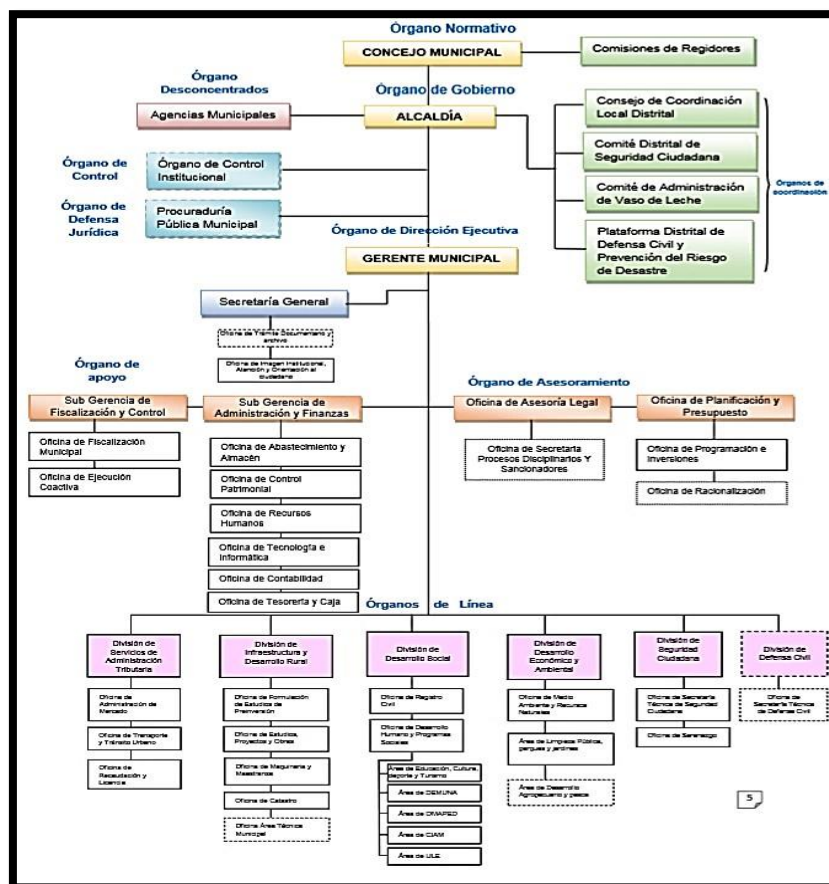 Órgano Normativo
CONCEJO MUNICIPAL
Comisiones de Regidores
Órgano
Desconcentrados
Agencias Municipales
Órgano de Gobierno
ALCALDÍA
Consejo de Coordinación
Local Distrital
Comité Distrital de
Seguridad Ciudadana
Comité de Administración
de Vaso de Leche
Plataforma Distrital de
Defensa Civil y
Prevención del Riesgo
de Desastre
Órganos de
coordinación
Órgano de
Control
Órgano de Control
Institucional
Órgano de
Defensa
Jurídica
Procuraduría
Pública Municipal
Órgano de Dirección Ejecutiva
GERENTE MUNICIPAL
Secretaría General
Oficina de Trámite Documentario y
archivo
Oficina de Imagen Institucional,
Atención y Orientación al
ciudadano
Órgano de
apoyo
Sub Gerencia de
Fiscalización y Control
Oficina de Fiscalización
Municipal
Oficina de Ejecución
Coactiva
Sub Gerencia de
Administración y Finanzas
Oficina de Abastecimiento y
Almacén
Oficina de Control
Patrimonial
Oficina de Recursos
Humanos
Oficina de Tecnología e
Informática
Oficina de Contabilidad
Oficina de Tesorería y Caja
Órgano de Asesoramiento
Oficina de Asesoría Legal
Oficina de Secretaria
Procesos Disciplinarios Y
Sancionadores
Oficina de Planificación y
Presupuesto
Oficina de Programación e
Inversiones
Oficina de Racionalización
Órganos de Línea
División de
Servicios de
Administración
Tributaria
Oficina de
Administración de
Mercado
Oficina de Transporte
y Tránsito Urbano
Oficina de
Recaudación y
Licencia
División de
Infraestructura y
Desarrollo Rural
Oficina de Formulación
de Estudios de
Preinversión
Oficina de Estudios,
Proyectos y Obras
Oficina de Maquinaria y
Maestranza
Oficina de Catastro
Oficina Área Técnica
Municipal
División de
Desarrollo Social
Oficina de Registro
Civil
Oficina de Desarrollo
Humano y Programas
Sociales
Área de Educación, Cultura,
deporte y Turismo
Área de DEMUNA
Área de OMAPED
Área de CIAM
Área de ULE
División de
Desarrollo
Económico y
Ambiental
Oficina de Medio
Ambiente y Recursos
Naturales
Área de Limpieza Pública,
parques y jardines
Área de Desarrollo
Agropecuario y pesca
División de
Seguridad
Ciudadana
Oficina de Secretaría
Técnica de Seguridad
Ciudadana
Oficina de Serenazgo
División de
Defensa Civil
Oficina de
Secretaría Técnica
de Defensa Civil
5